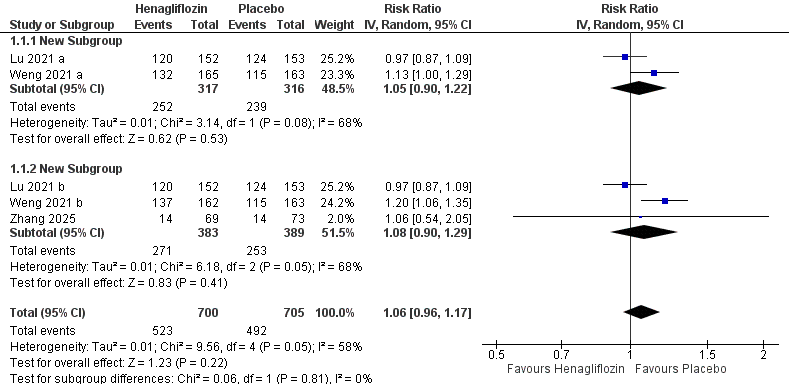 Henagliflozin Placebo Risk Ratio Risk Ratio
Study or Subgroup Events Total Events Total Weight IV, Random, 95% CI IV, Random, 95% CI
1.1.1 New Subgroup
Lu 2021 a 120 152 124 153 25.2% 0.97 [0.87, 1.09]
Weng 2021 a 132 165 115 163 23.3% 1.13 [1.00, 1.29]
Subtotal (95% CI) 317 316 48.5% 1.05 [0.90, 1.22]
Total events 252 239
Heterogeneity: Tau² = 0.01; Chi² = 3.14, df = 1 (P = 0.08); I² = 68%
Test for overall effect: Z = 0.62 (P = 0.53)
1.1.2 New Subgroup
Lu 2021 b 120 152 124 153 25.2% 0.97 [0.87, 1.09]
Weng 2021 b 137 162 115 163 24.2% 1.20 [1.06, 1.35]
Zhang 2025 14 69 14 73 2.0% 1.06 [0.54, 2.05]
Subtotal (95% CI) 383 389 51.5% 1.08 [0.90, 1.29]
Total events 271 253
Heterogeneity: Tau² = 0.01; Chi² = 6.18, df = 2 (P = 0.05); I² = 68%
Test for overall effect: Z = 0.83 (P = 0.41)
Total (95% CI) 700 705 100.0% 1.06 [0.96, 1.17]
Total events 523 492
Heterogeneity: Tau² = 0.01; Chi² = 9.56, df = 4 (P = 0.05); I² = 58%
Test for overall effect: Z = 1.23 (P = 0.22)
Test for subgroup differences: Chi² = 0.06, df = 1 (P = 0.81), I² = 0%
0.5 0.7 1 1.5 2
Favours Henagliflozin Favours Placebo